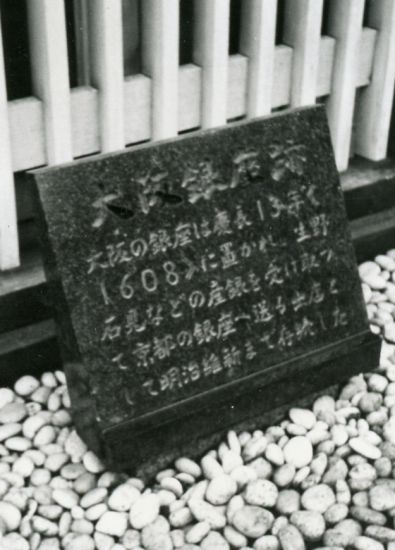 大阪銀座跡
大阪の銀座は慶長13年く
1608>に置かれ、生野
石見などの産銀を受け取っ
て京都の銀座へ送る出店と
して明治維新まで存続した